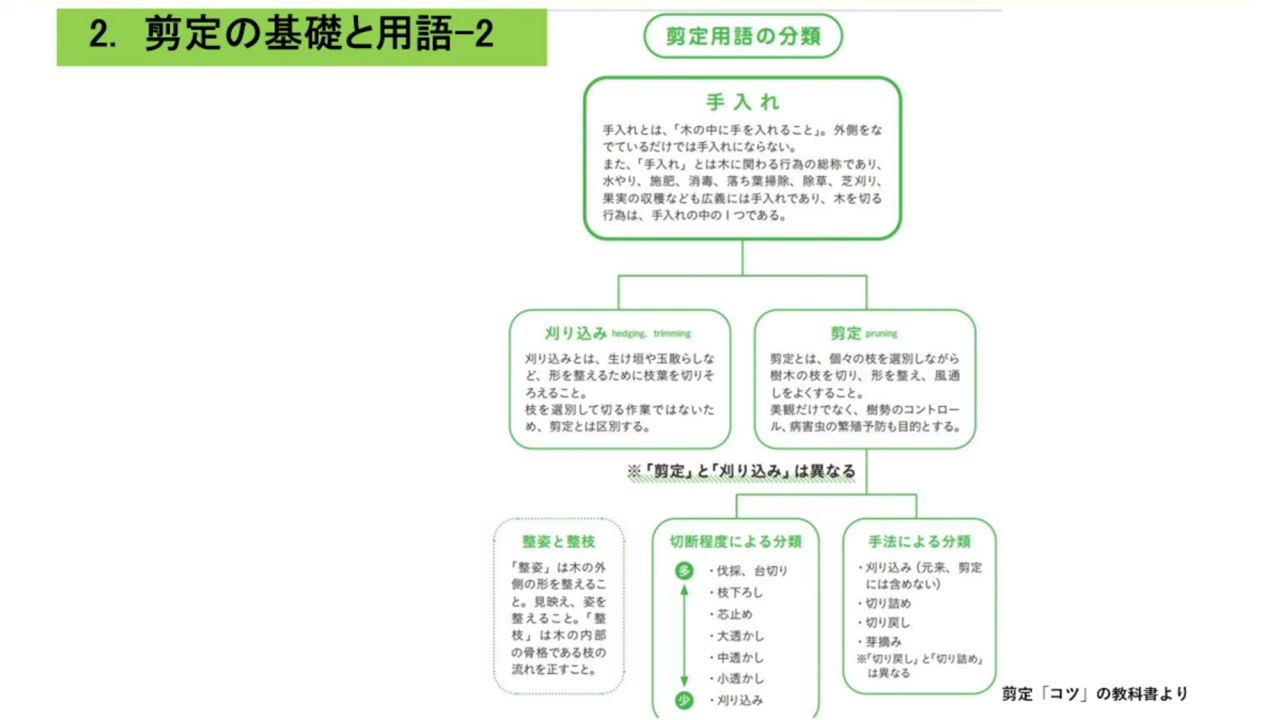 2. 剪定の基礎と用語-2
剪定用語の分類
手入れ
手入れとは、「木の中に手を入れること」。外側をな
でているだけでは手入れにならない。
また、「手入れ」とは木に関わる行為の総称であり、
水やり、施肥、消毒、落ち葉掃除、除草、芝刈り、
果実の収穫なども広義には手入れであり、木を切る
行為は、手入れの中の1つである。
刈り込み hedging, trimming
刈り込みとは、生け垣や玉散らしな
ど、形を整えるために枝葉を切りそ
ろえること。
枝を選別して切る作業ではないた
め、剪定とは区別する。
剪定 pruning
剪定とは、個々の枝を選別しながら
樹木の枝を切り、形を整え、風通
しをよくすること。
美観だけでなく、樹勢のコントロー
ル、病害虫の繁殖予防も目的とする。
※「剪定」と「刈り込み」は異なる
整姿と整枝
「整姿」は木の外
側の形を整えるこ
と。見映え、姿を
整えること。「整
枝」は木の内部
の骨格である枝の
流れを正すこと。
切断程度による分類
多
・伐採、台切り
・枝下ろし
・芯止め
・大透かし
・中透かし
・小透かし
少
・刈り込み
手法による分類
・刈り込み（元来、剪定
には含めない）
・切り詰め
・切り戻し
・芽摘み
※「切り戻し」と「切り詰め」
は異なる
剪定「コツ」の教科書より